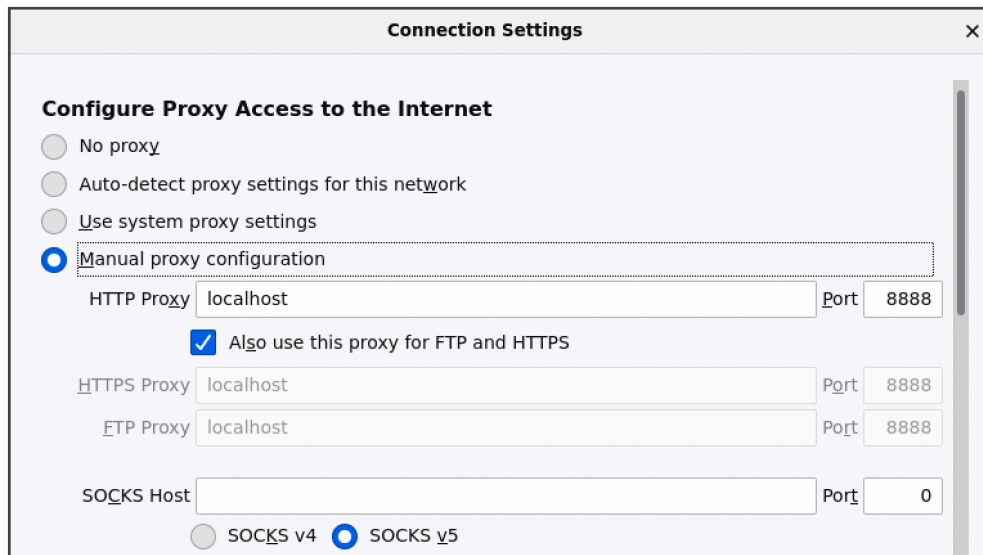 Connection Settings
Configure Proxy Access to the Internet
No proxy
Auto-detect proxy settings for this network
Use system proxy settings
Manual proxy configuration
HTTP Proxy localhost Port 8888
Also use this proxy for FTP and HTTPS
HTTPS Proxy localhost Port 8888
FTP Proxy localhost Port 8888
SOCKS Host Port 0
SOCKS v4 SOCKS v5